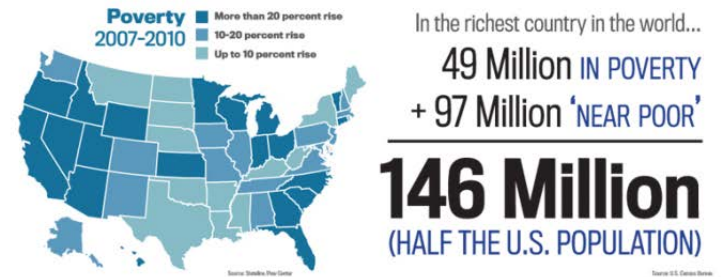 Poverty
2007-2010
More than 20 percent rise
10-20 percent rise
Up to 10 percent rise
Source: Stateline, Pew Center
In the richest country in the world...
49 Million IN POVERTY
+ 97 Million ‘NEAR POOR’
146 Million
(HALF THE U.S. POPULATION)
Source: U.S. Census Bureau